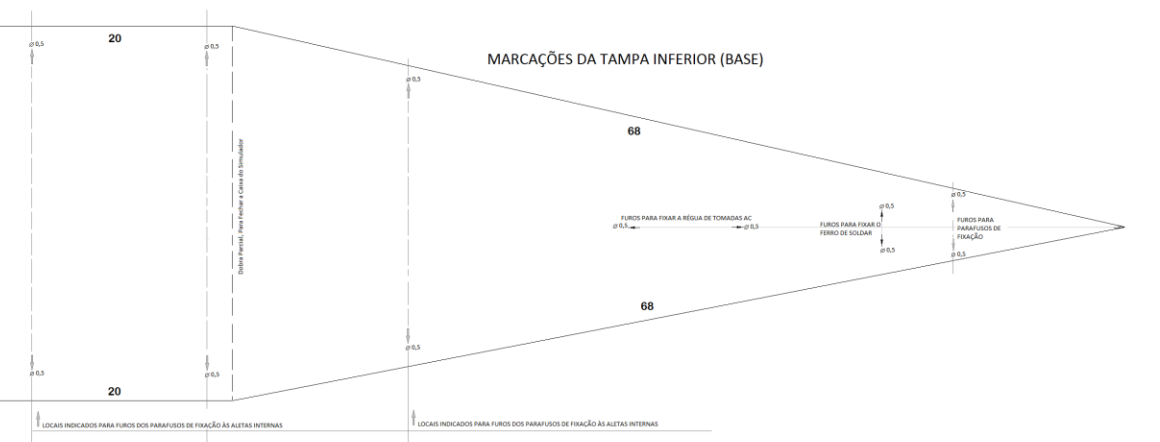 20
ø 0,5
ø 0,5
MARCAÇÕES DA TAMPA INFERIOR (BASE)
ø 0,5
68
Dobra Parcial, Para Fechar a Caixa do Simulador
ø 0,5
ø 0,5
FUROS PARA FIXAR A RÉGUA DE TOMADAS AC
ø 0,5
ø 0,5
FUROS PARA FIXAR O
FERRO DE SOLDAR
FUROS PARA
PARAFUSOS DE
FIXAÇÃO
ø 0,5
ø 0,5
68
ø 0,5
ø 0,5
ø 0,5
20
LOCAIS INDICADOS PARA FUROS DOS PARAFUSOS DE FIXAÇÃO ÀS ALETAS INTERNAS
LOCAIS INDICADOS PARA FUROS DOS PARAFUSOS DE FIXAÇÃO ÀS ALETAS INTERNAS